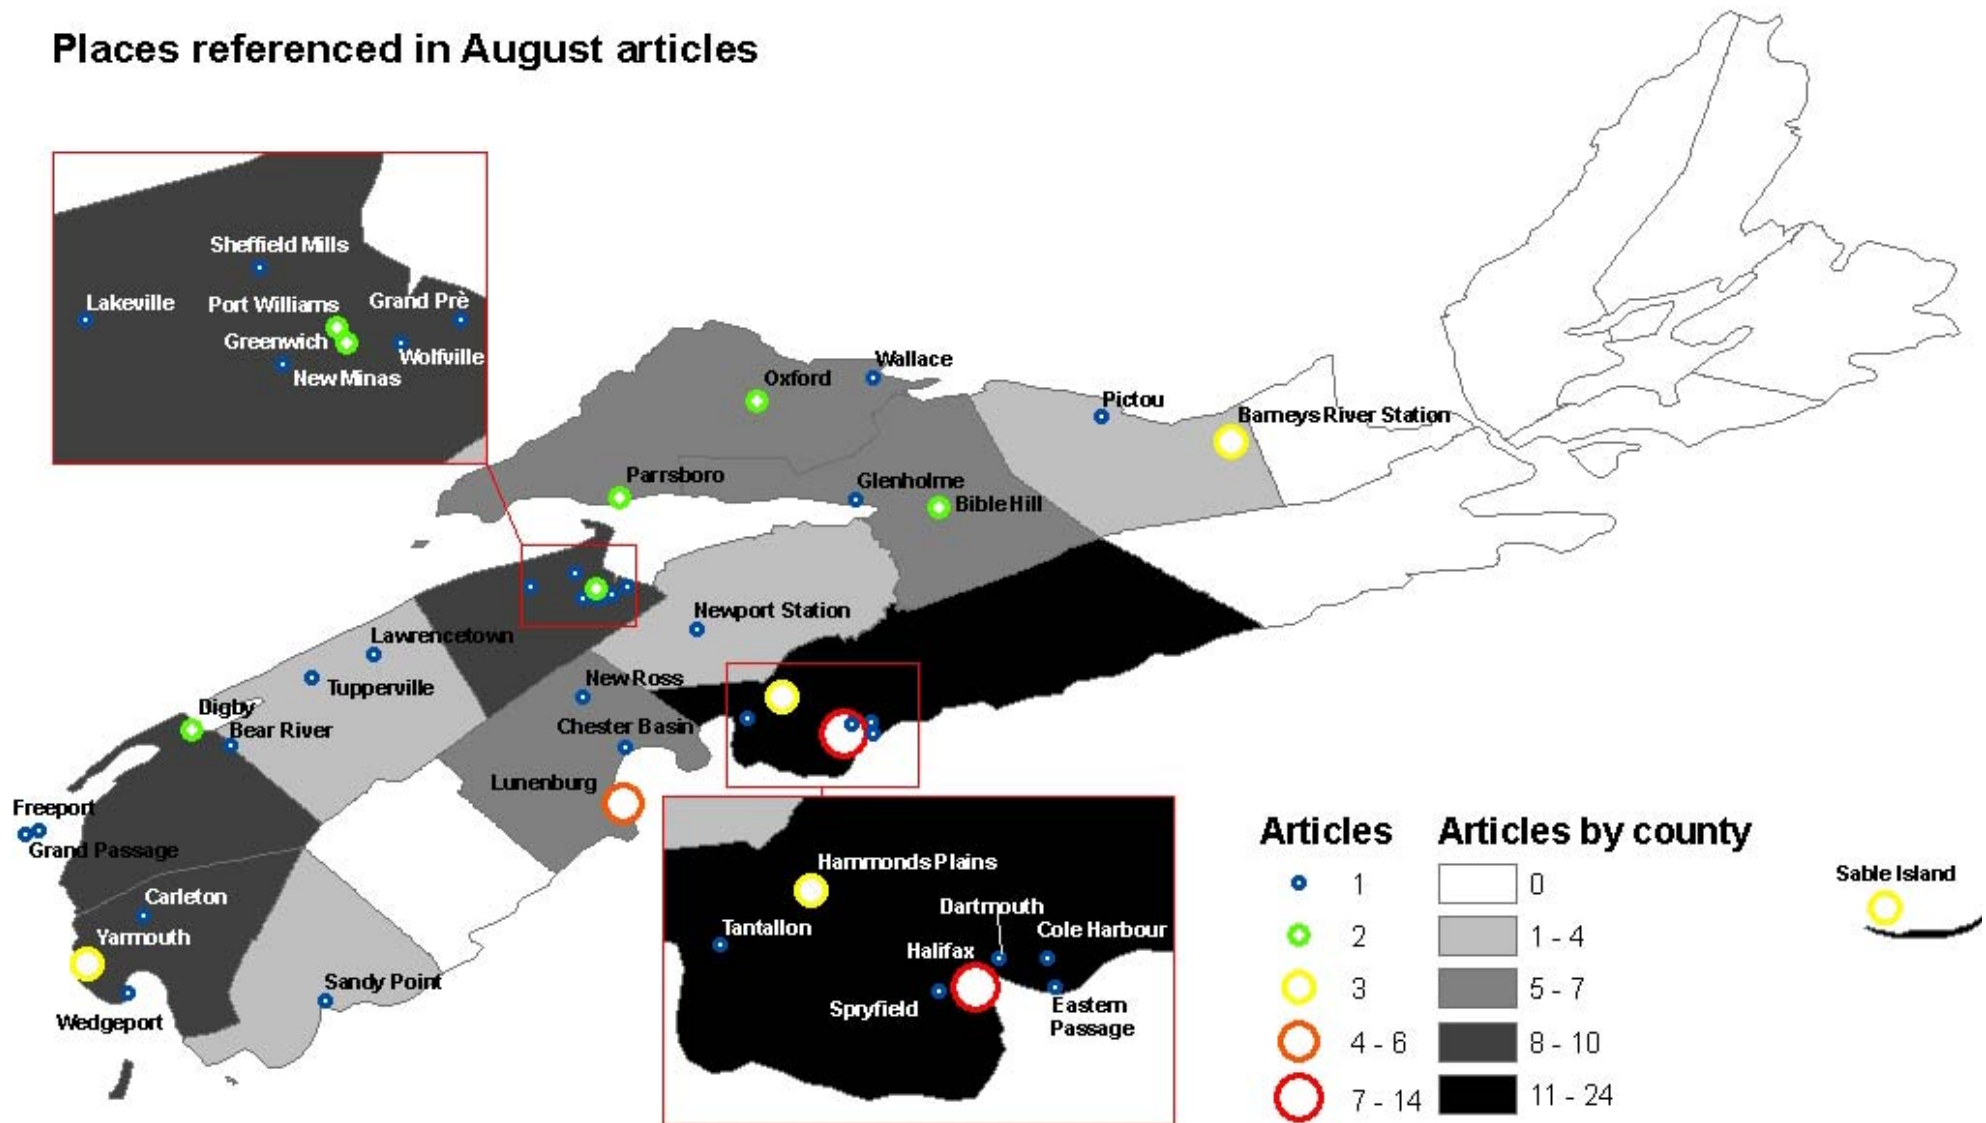 Places referenced in August articles
Sheffield Mills
Lakeville
Port Williams
Grand Prè
Greenwich
Wolfville
New Minas
Wallace
Oxford
Pictou
Barneys River Station
Parrsboro
Glenholme
Bible Hill
Newport Station
Lawrencetown
Tupperville
New Ross
Digby
Bear River
Chester Basin
Lunenburg
Freeport
Grand Passage
Carleton
Yarmouth
Sandy Point
Wedgeport
Hammonds Plains
Dartmouth
Tantallon
Cole Harbour
Halifax
Spryfield
Eastern
Passage
Articles
1
2
3
4 - 6
7 - 14
Articles by county
0
1 - 4
5 - 7
8 - 10
11 - 24
Sable Island